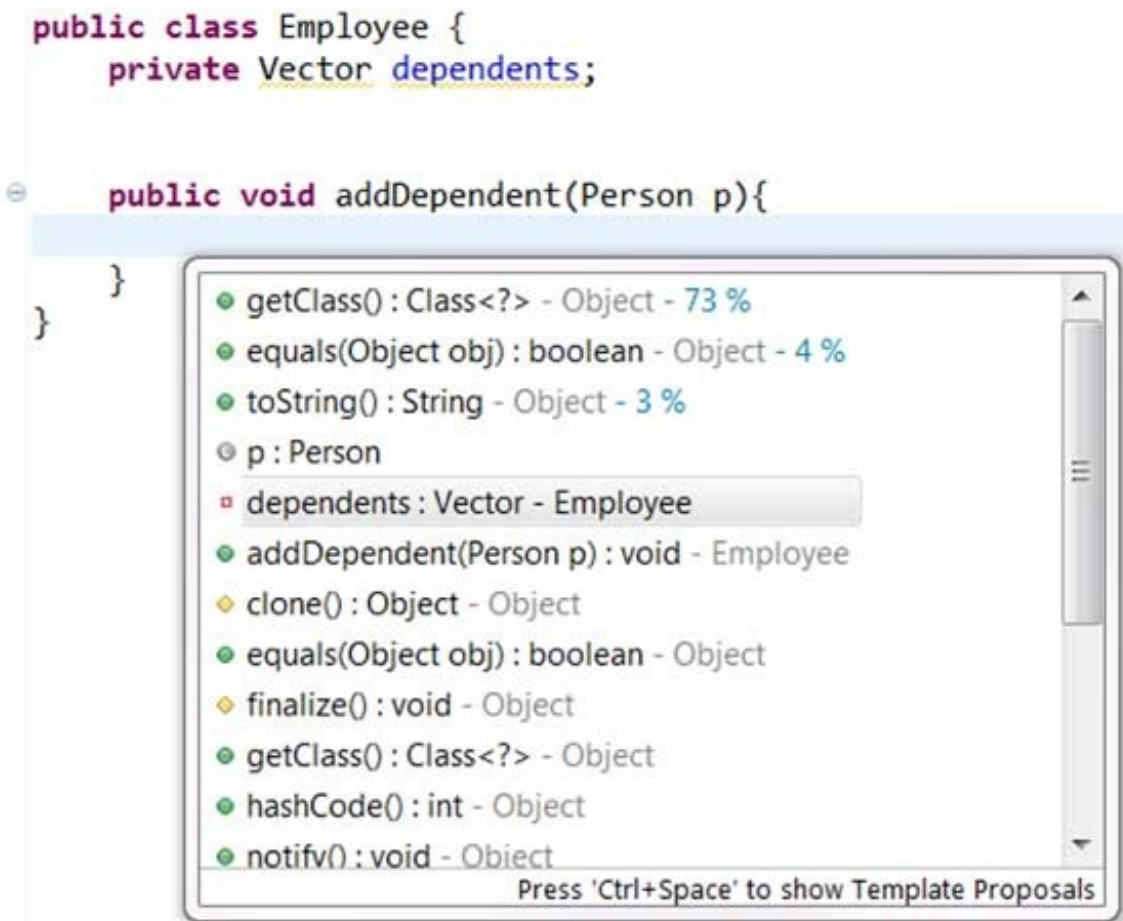 public class Employee {
private Vector dependents;
public void addDependent(Person p){
}
}
getClass() : Class<?> - Object - 73 %
equals(Object obj) : boolean - Object - 4 %
toString() : String - Object - 3 %
p : Person
dependents : Vector - Employee
addDependent(Person p) : void - Employee
clone() : Object - Object
equals(Object obj) : boolean - Object
finalize() : void - Object
getClass() : Class<?> - Object
hashCode() : int - Object
notify() : void - Object
Press 'Ctrl+Space' to show Template Proposals